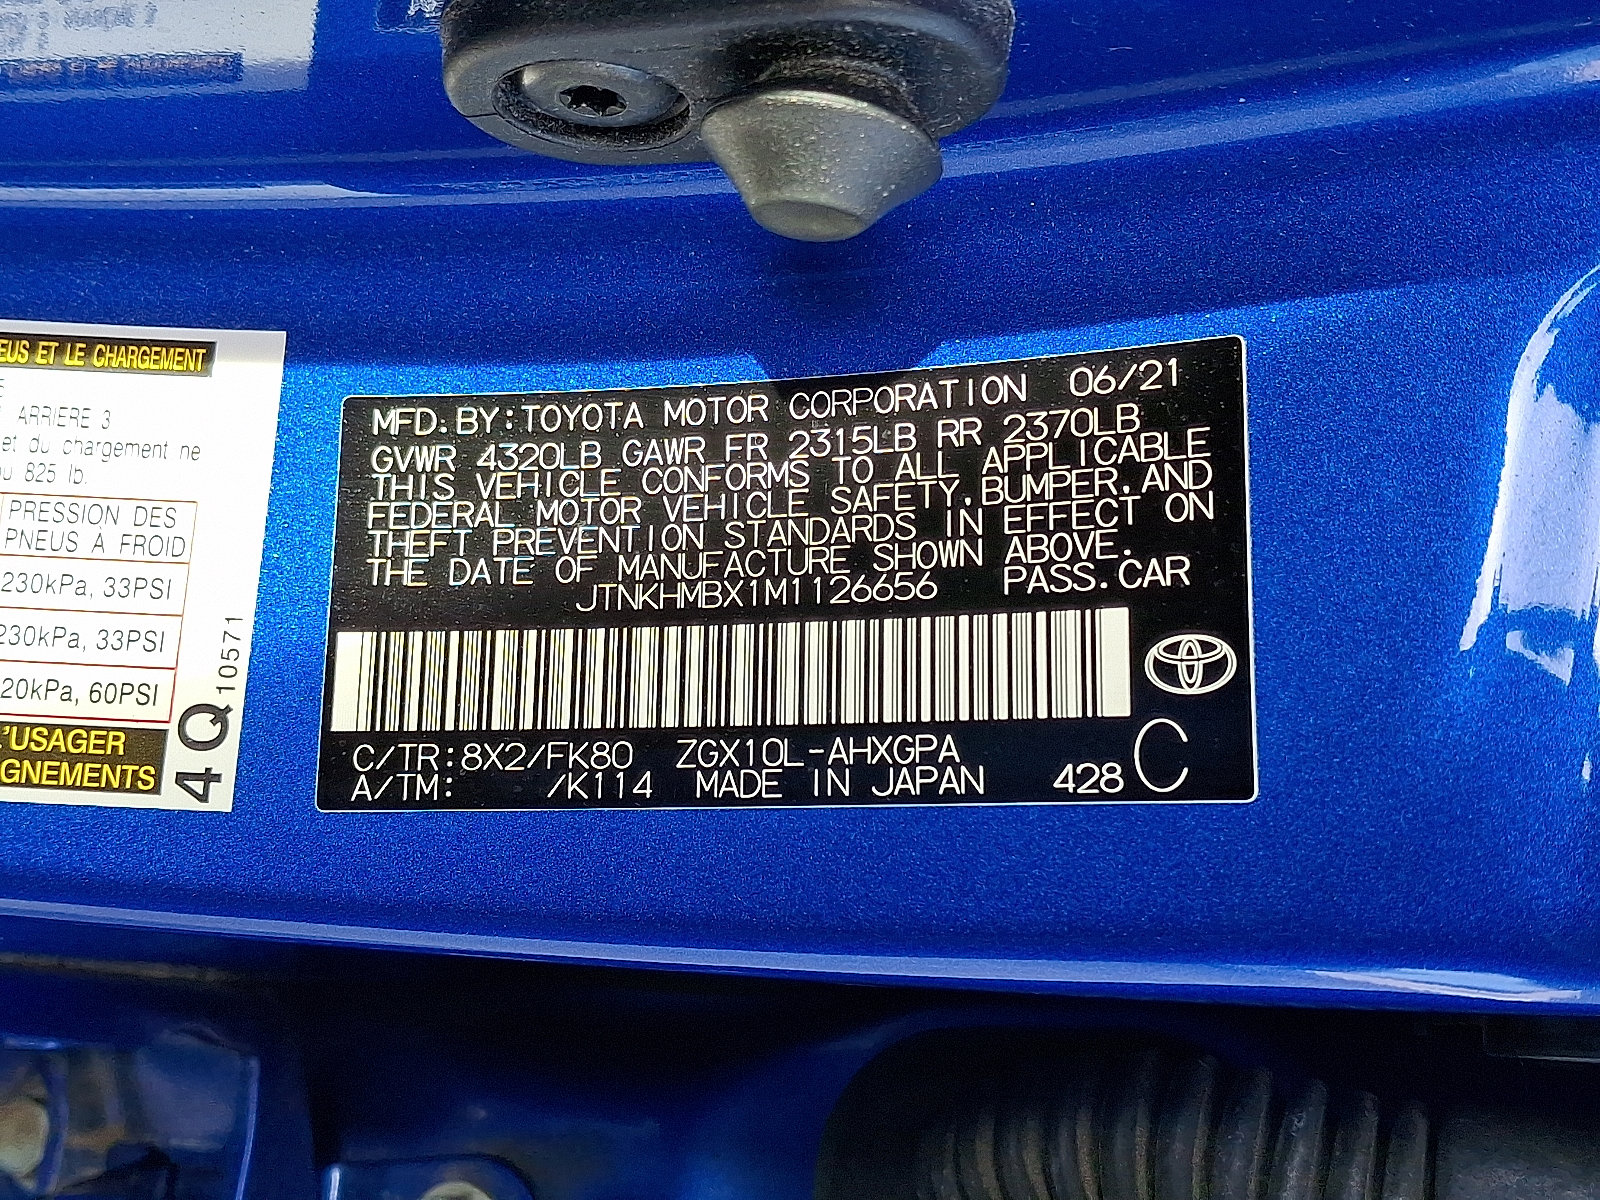 EUS ET LE CHARGEMENT
ARRIERE 3
et du chargement ne
825 lb.
PRESSION DES
PNEUS À FROID
230kPa, 33PSI
230kPa, 33PSI
20kPa, 60PSI
L'USAGER
GNEMENTS
4Q
10571
MFD. BY: TOYOTA MOTOR CORPORATION 06/21
GVWR 4320LB GAWR FR 2315LB RR 2370LB
THIS VEHICLE CONFORMS TO ALL APPLICABLE
FEDERAL MOTOR VEHICLE SAFETY, BUMPER, AND
THEFT PREVENTION STANDARDS IN EFFECT ON
THE DATE OF MANUFACTURE SHOWN ABOVE.
JTNKHMBX1M1126656 PASS. CAR
C/TR: 8X2/FK80 ZGX10L-AHXGPA
A/TM: /K114 MADE IN JAPAN 428 C